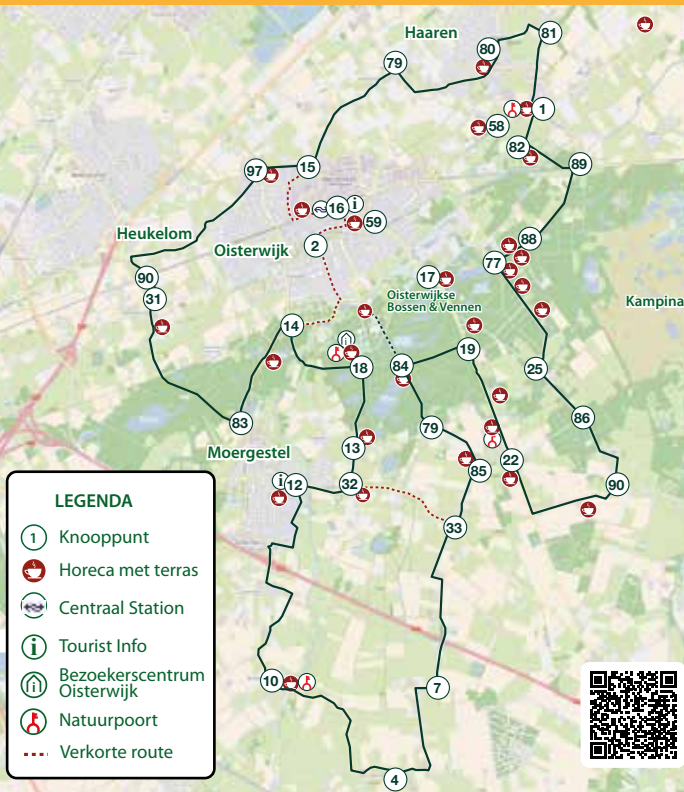 Haaren
81
80
79
1
58
82
89
97
15
16
i
59
Heukelom
Oisterwijk
2
88
77
90
17
Oisterwijkse
Bossen & Vennen
Kampina
31
14
19
18
84
25
83
79
86
Moergestel
13
22
85
i
12
32
90
33
10
7
4
LEGENDA
1 Knooppunt
Horeca met terras
Centraal Station
i Tourist Info
i Bezoekerscentrum
Oisterwijk
Natuurpoort
Verkorte route